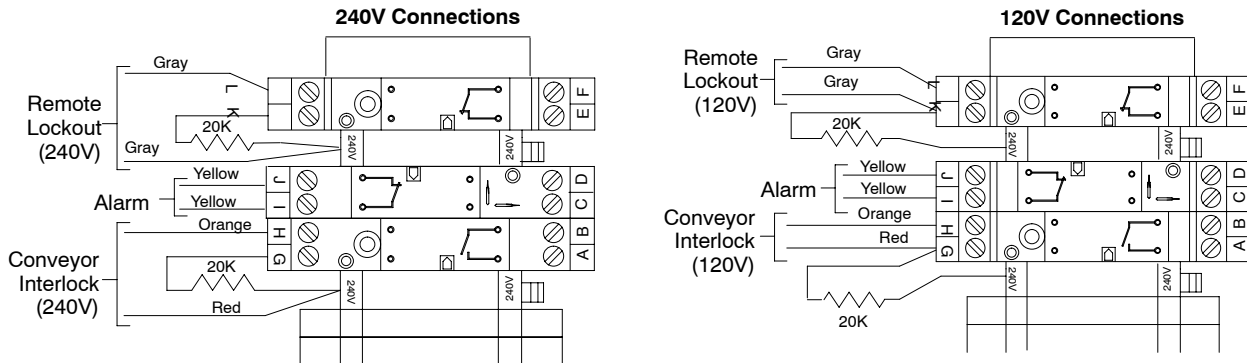 240V Connections
Gray
Remote
Lockout
(240V)
L
K
F
E
20K
240V
240V
Gray
Yellow
Yellow
Alarm
J
I
D
C
Orange
H
G
B
A
Conveyor
Interlock
(240V)
20K
240V
240V
Red
120V Connections
Gray
Gray
Remote
Lockout
(120V)
L
K
F
E
20K
240V
240V
Yellow
Yellow
Alarm
J
I
D
C
Orange
Red
Conveyor
Interlock
(120V)
H
G
B
A
240V
240V
20K